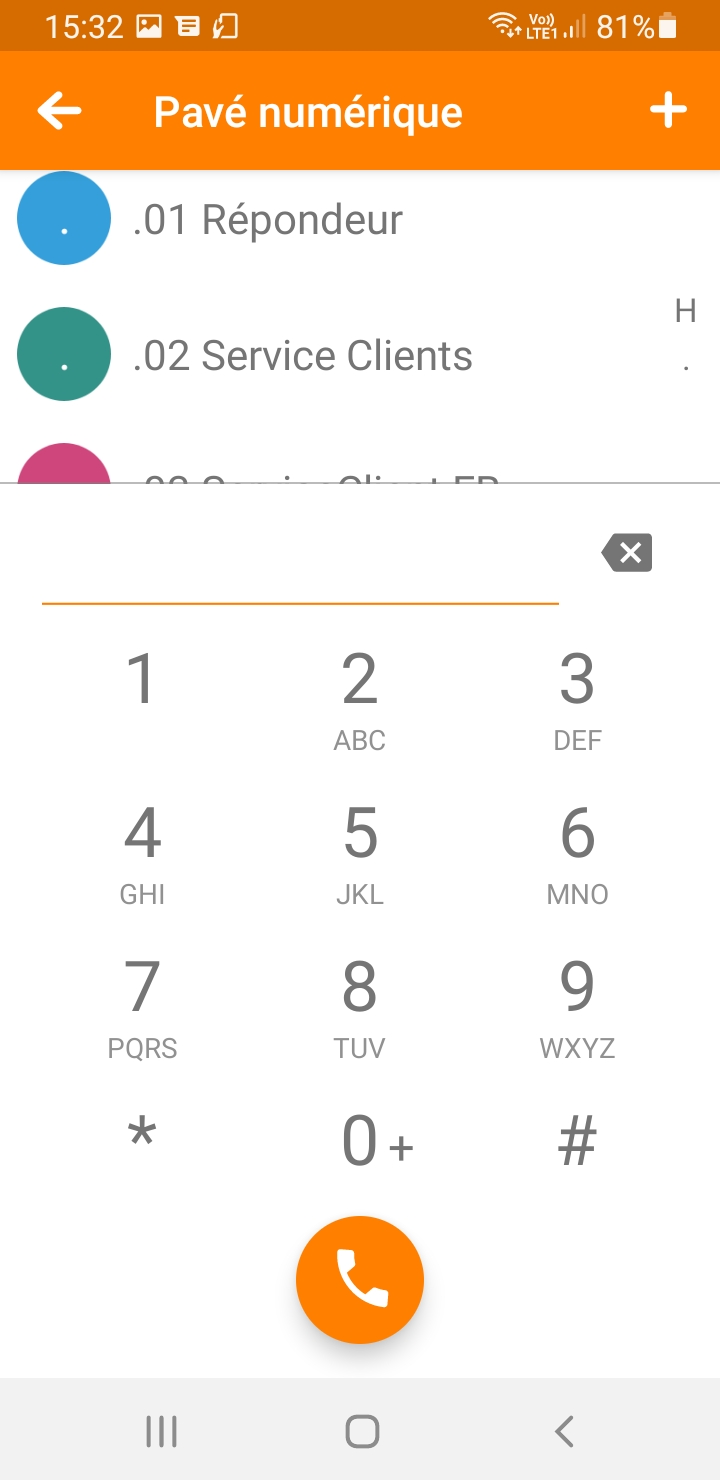 15:32 Vo)) LTE1 81%
Pavé numérique
. .01 Répondeur
H
. .02 Service Clients
.
1 2 3
ABC DEF
4 5 6
GHI JKL MNO
7 8 9
PQRS TUV WXYZ
* 0 + #